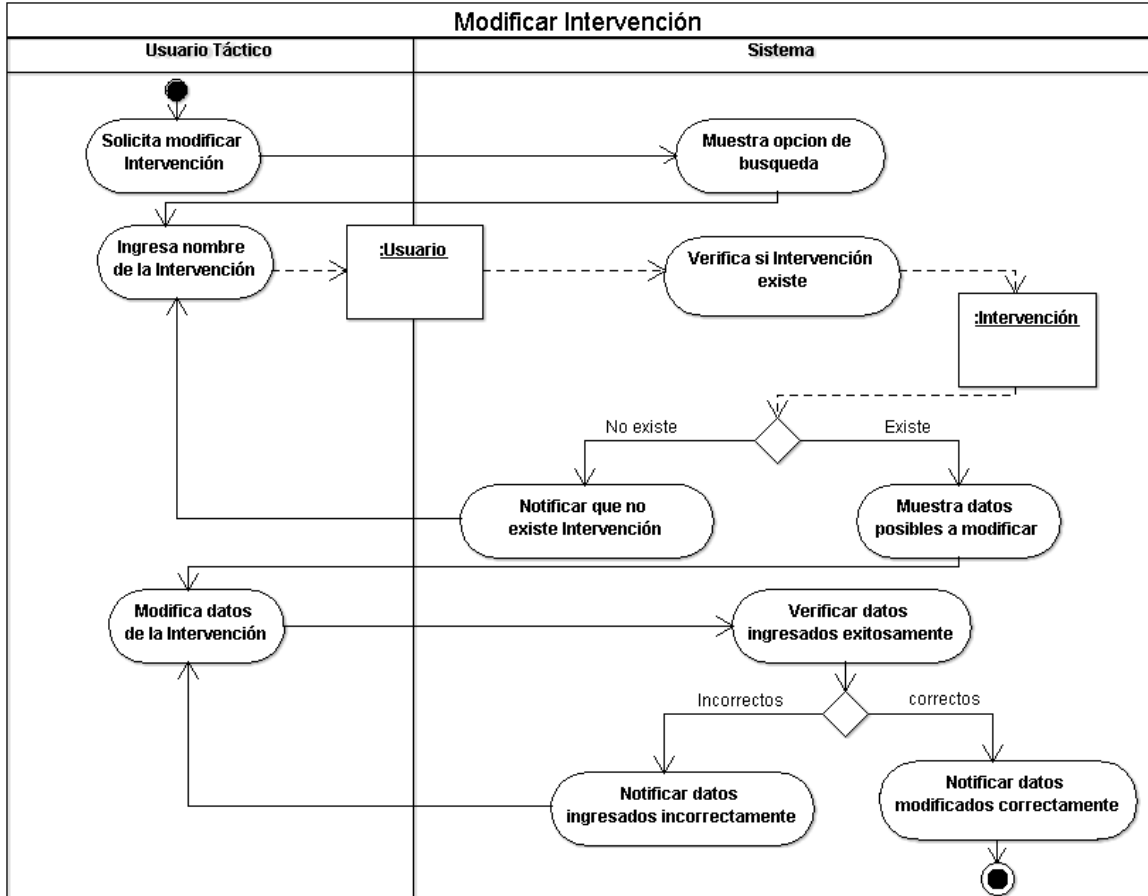 Modificar Intervención
Usuario Táctico
Sistema
Solicita modificar
Intervención
Muestra opcion de
busqueda
Ingresa nombre
de la Intervención
:Usuario
Verifica si Intervención
existe
:Intervención
No existe
Existe
Notificar que no
existe Intervención
Muestra datos
posibles a modificar
Modifica datos
de la Intervención
Verificar datos
ingresados exitosamente
Incorrectos
correctos
Notificar datos
ingresados incorrectamente
Notificar datos
modificados correctamente